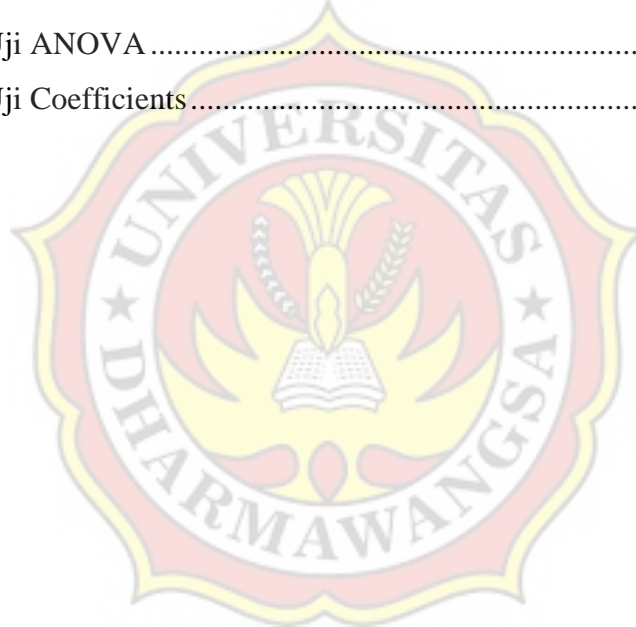 Uji ANOVA ............................................................
Uji Coefficients.......................................................
UNIVERSITAS
DHARMAWANGSA